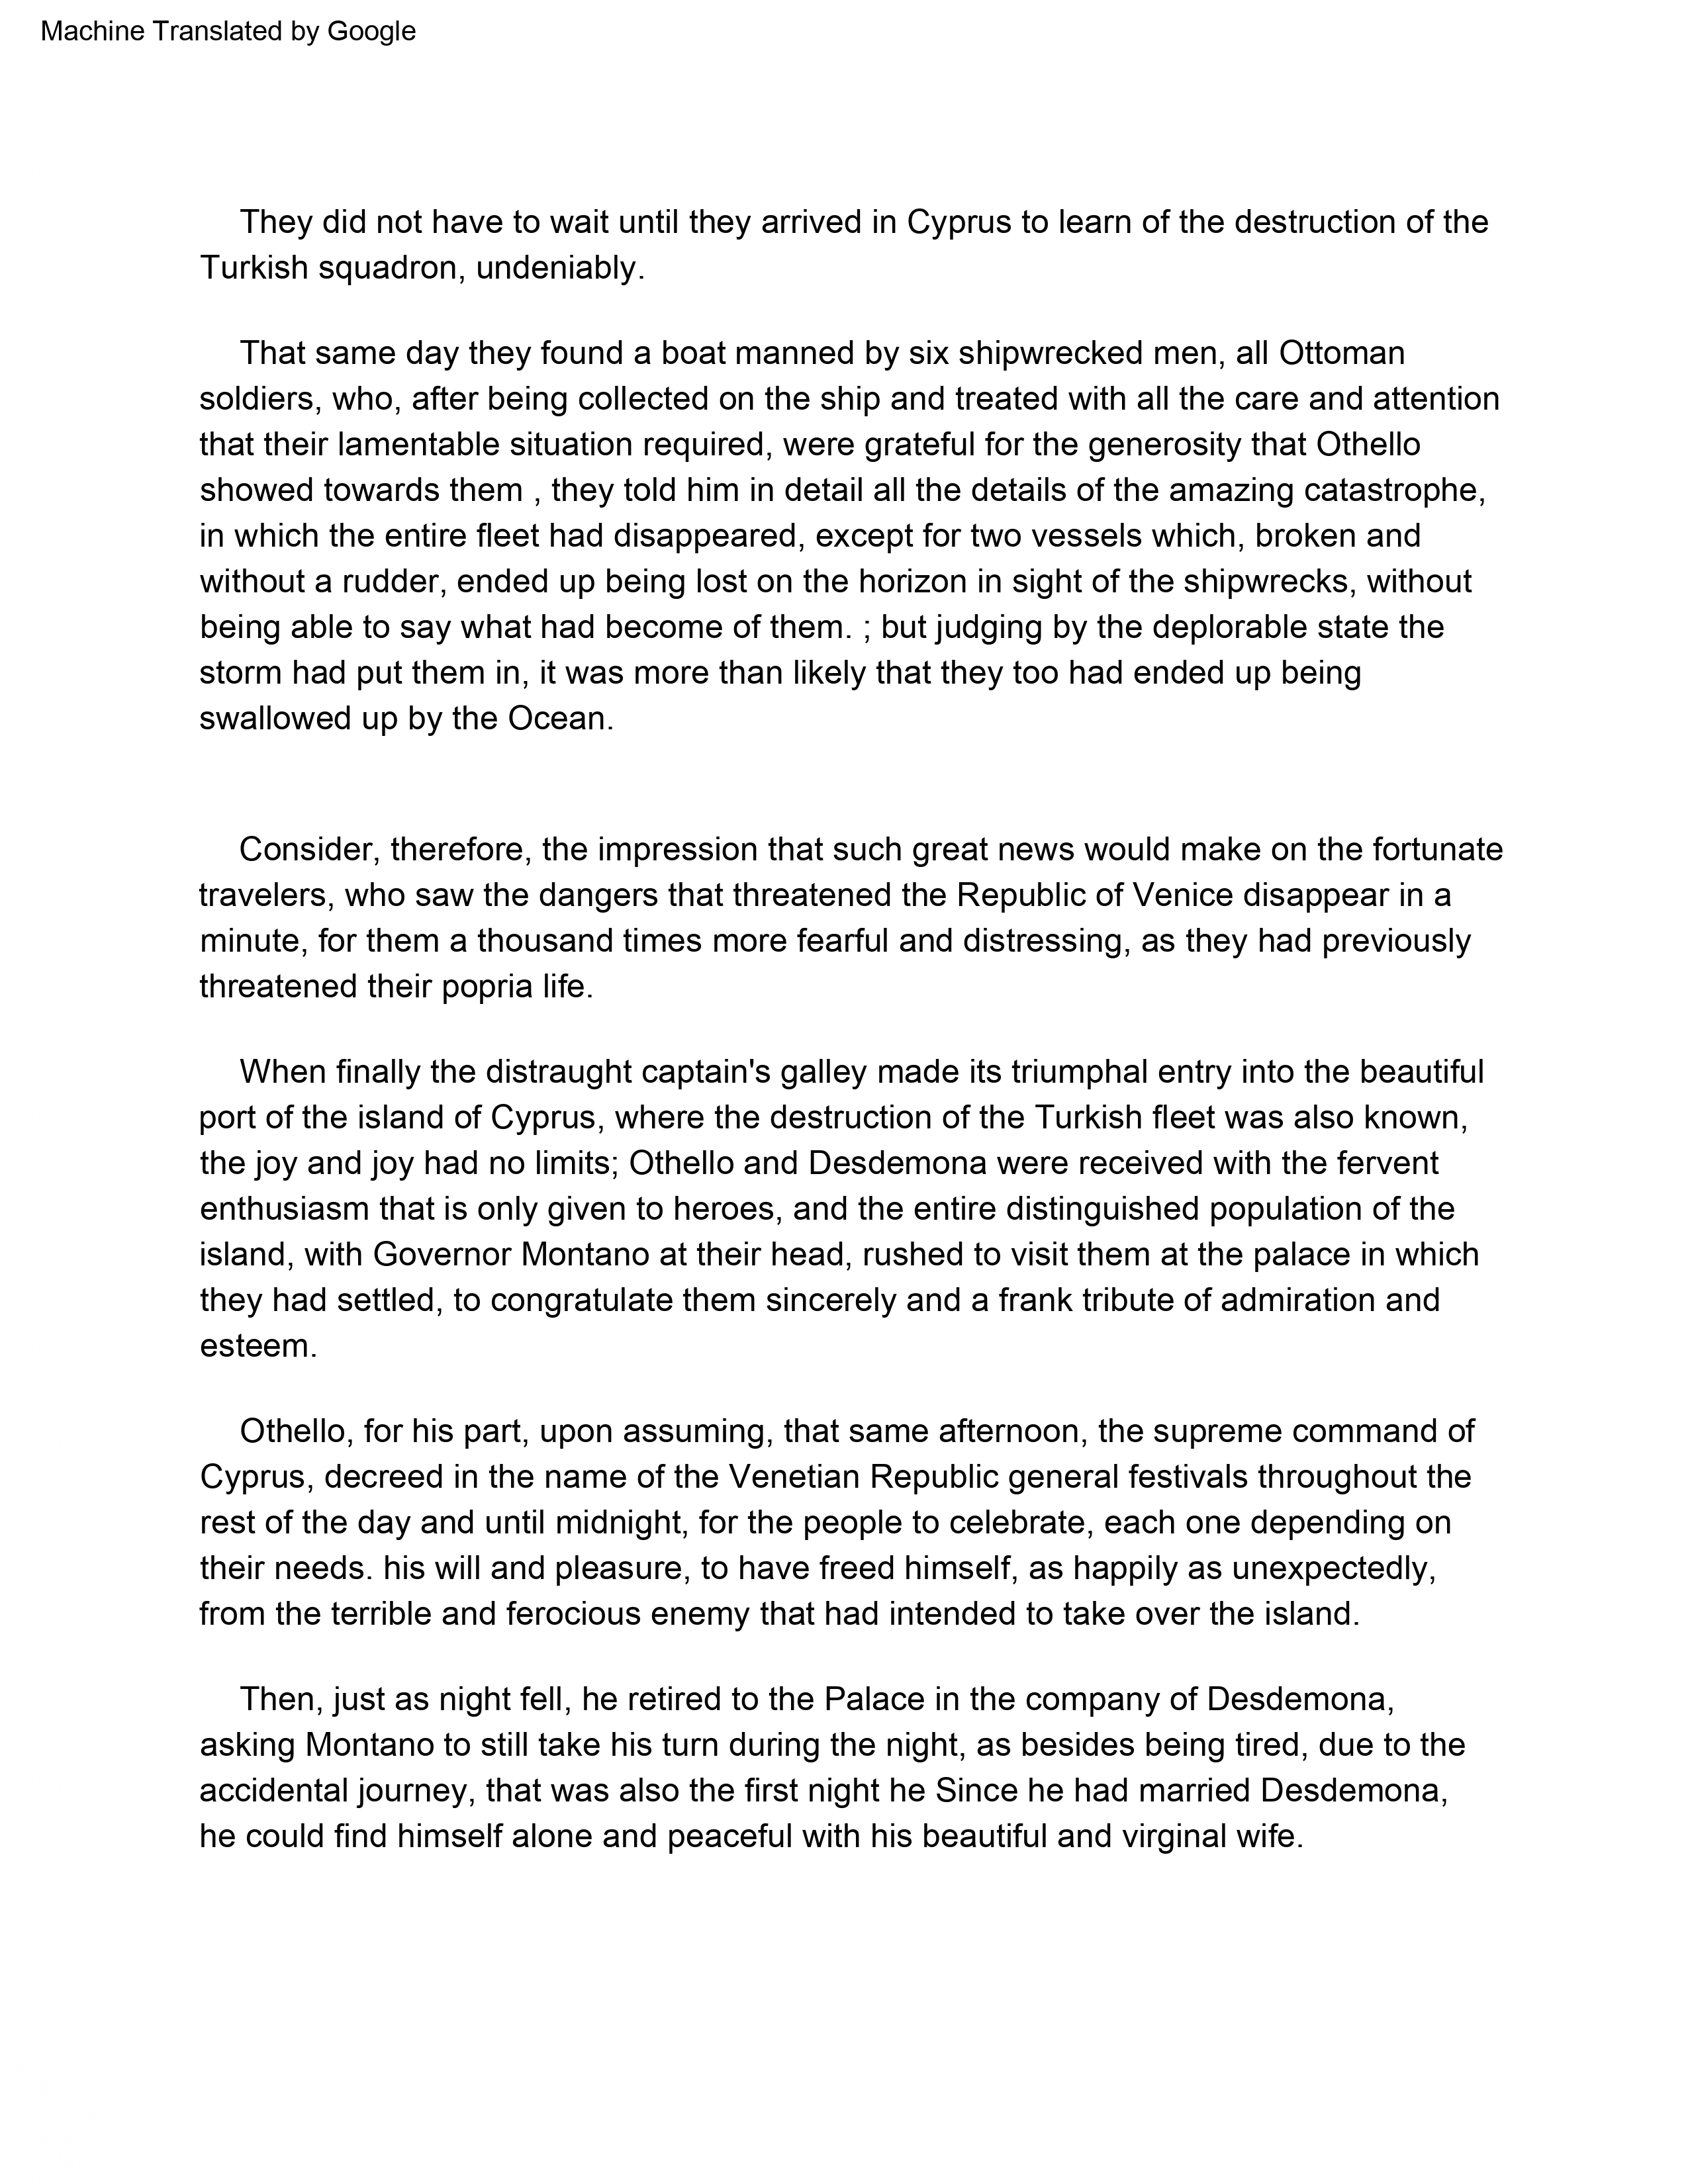 Machine Translated by Google
They did not have to wait until they arrived in Cyprus to learn of the destruction of the
Turkish squadron, undeniably.
That same day they found a boat manned by six shipwrecked men, all Ottoman
soldiers, who, after being collected on the ship and treated with all the care and attention
that their lamentable situation required, were grateful for the generosity that Othello
showed towards them , they told him in detail all the details of the amazing catastrophe,
in which the entire fleet had disappeared, except for two vessels which, broken and
without a rudder, ended up being lost on the horizon in sight of the shipwrecks, without
being able to say what had become of them. ; but judging by the deplorable state the
storm had put them in, it was more than likely that they too had ended up being
swallowed up by the Ocean.
Consider, therefore, the impression that such great news would make on the fortunate
travelers, who saw the dangers that threatened the Republic of Venice disappear in a
minute, for them a thousand times more fearful and distressing, as they had previously
threatened their popria life.
When finally the distraught captain's galley made its triumphal entry into the beautiful
port of the island of Cyprus, where the destruction of the Turkish fleet was also known,
the joy and joy had no limits; Othello and Desdemona were received with the fervent
enthusiasm that is only given to heroes, and the entire distinguished population of the
island, with Governor Montano at their head, rushed to visit them at the palace in which
they had settled, to congratulate them sincerely and a frank tribute of admiration and
esteem.
Othello, for his part, upon assuming, that same afternoon, the supreme command of
Cyprus, decreed in the name of the Venetian Republic general festivals throughout the
rest of the day and until midnight, for the people to celebrate, each one depending on
their needs. his will and pleasure, to have freed himself, as happily as unexpectedly,
from the terrible and ferocious enemy that had intended to take over the island.
Then, just as night fell, he retired to the Palace in the company of Desdemona,
asking Montano to still take his turn during the night, as besides being tired, due to the
accidental journey, that was also the first night he Since he had married Desdemona,
he could find himself alone and peaceful with his beautiful and virginal wife.